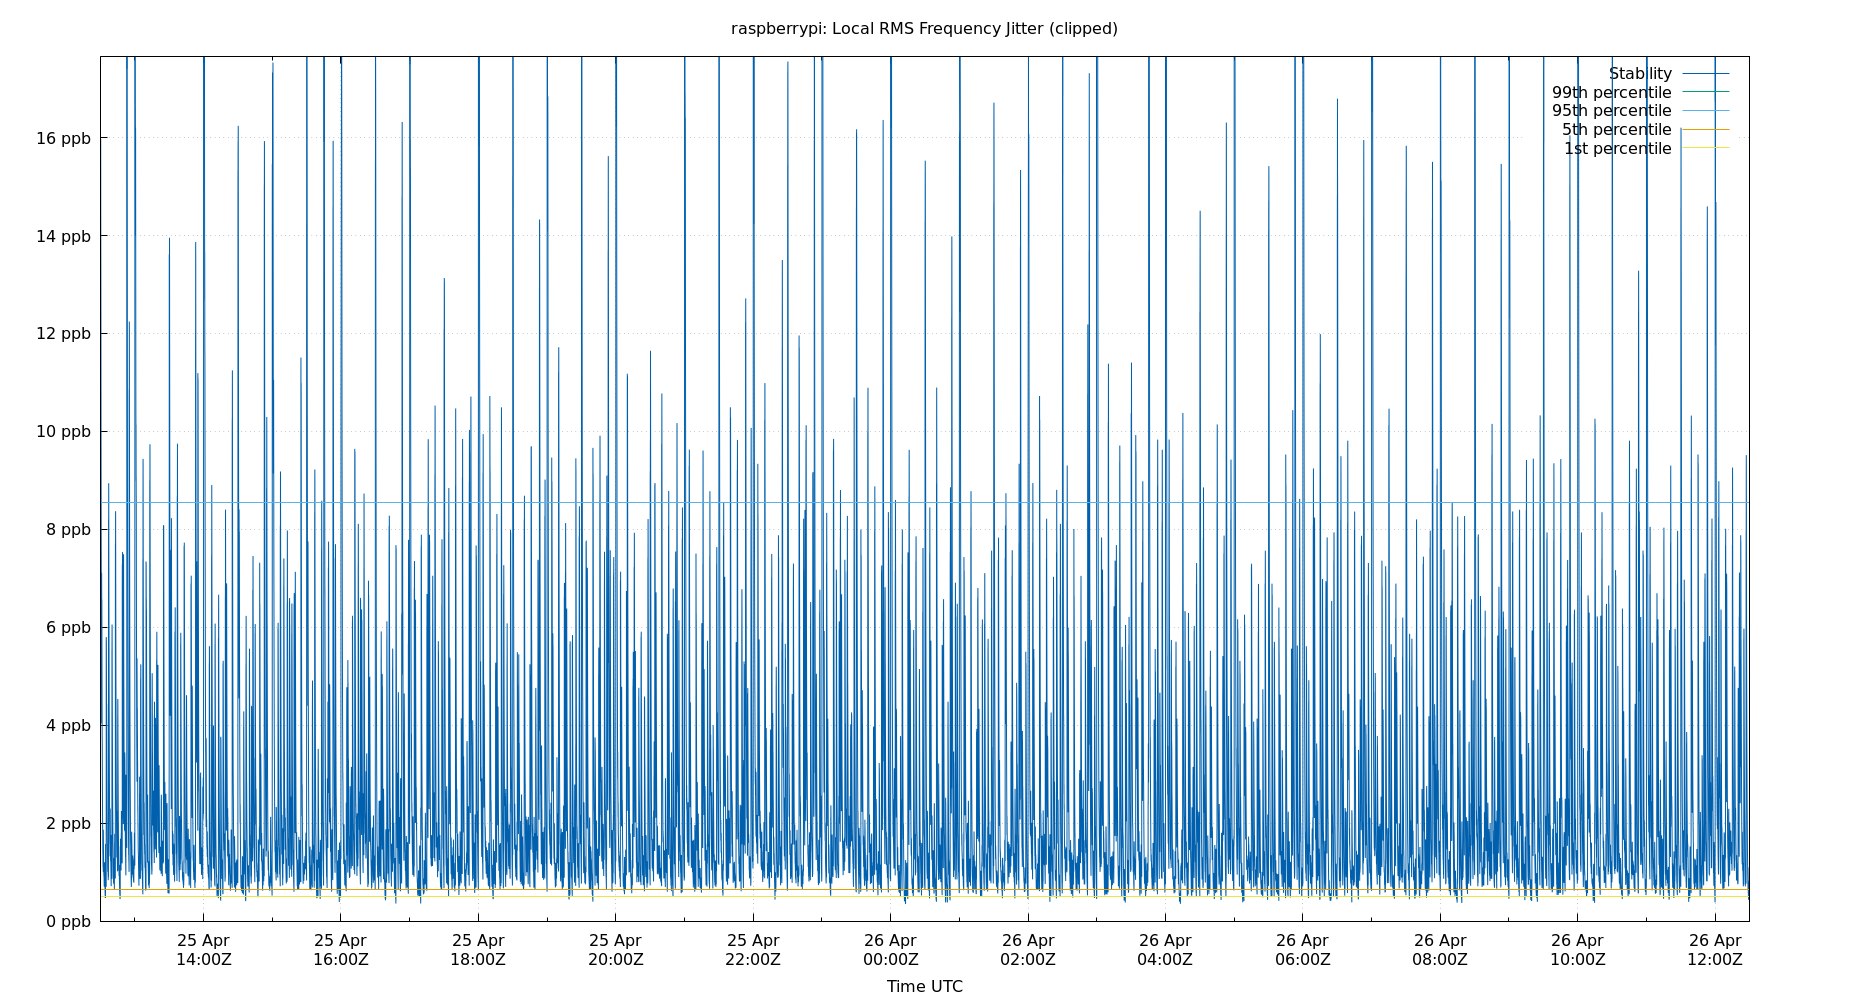 raspberrypi: Local RMS Frequency Jitter (clipped)
Stability
99th percentile
95th percentile
5th percentile
1st percentile
16 ppb
14 ppb
12 ppb
10 ppb
8 ppb
6 ppb
4 ppb
2 ppb
0 ppb
25 Apr 25 Apr 25 Apr 25 Apr 25 Apr 26 Apr 26 Apr 26 Apr 26 Apr 26 Apr 26 Apr 26 Apr
14:00Z 16:00Z 18:00Z 20:00Z 22:00Z 00:00Z 02:00Z 04:00Z 06:00Z 08:00Z 10:00Z 12:00Z
Time UTC